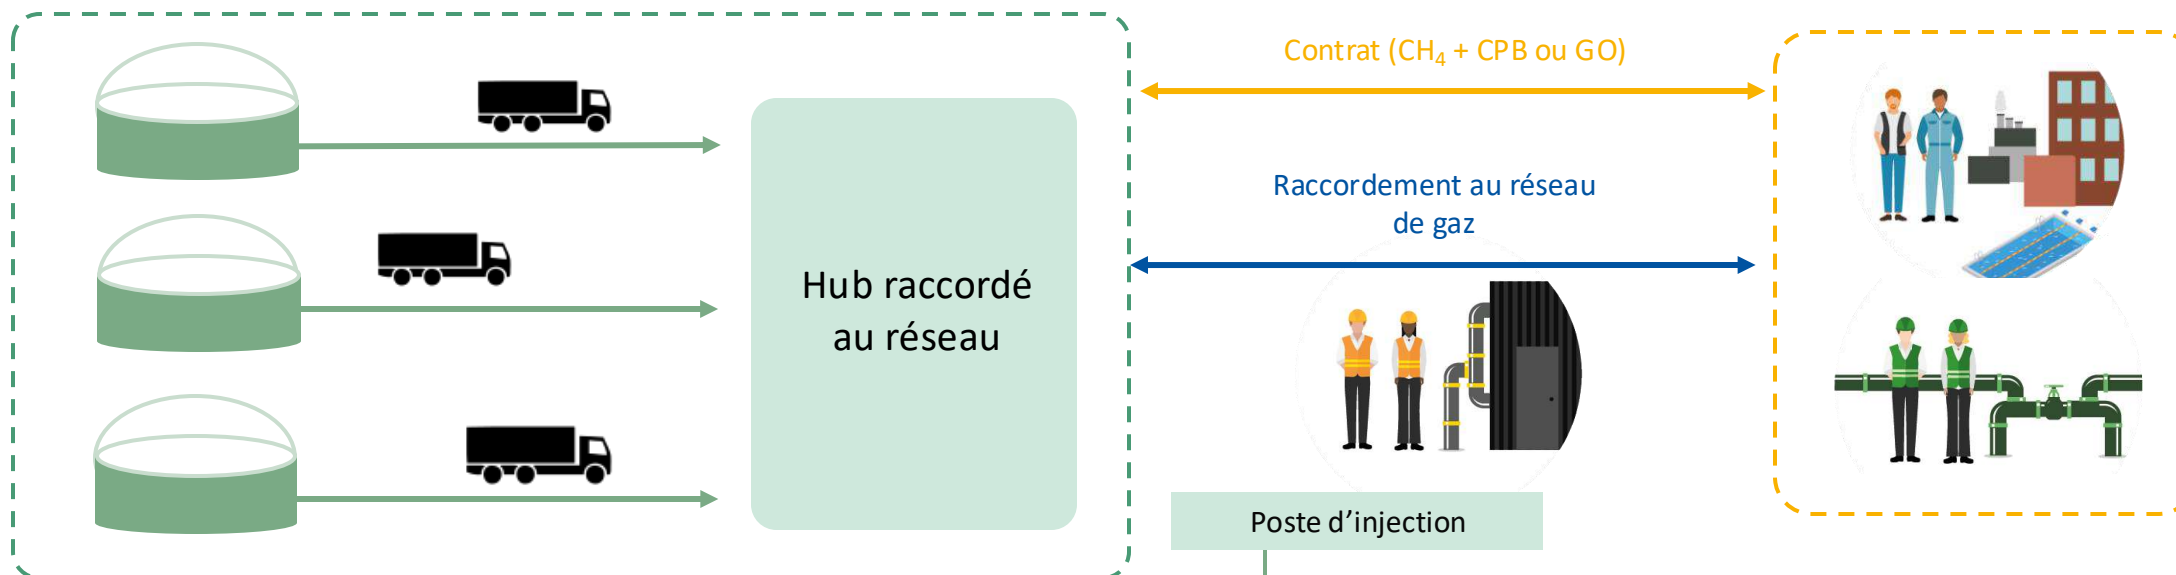 Contrat (CH₄ + CPB ou GO)
Raccordement au réseau
de gaz
Hub raccordé
au réseau
Poste d’injection